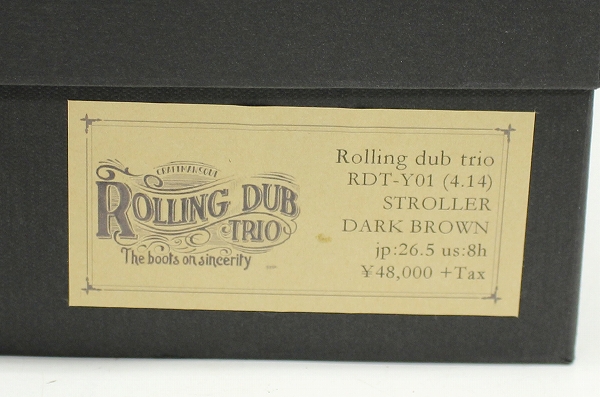 CRAFTMANSOUL
ROLLING DUB
TRIO
The boots on sincerity
Rolling dub trio
RDT-Y01 (4.14)
STROLLER
DARK BROWN
jp:26.5 us:8h
¥48,000 +Tax